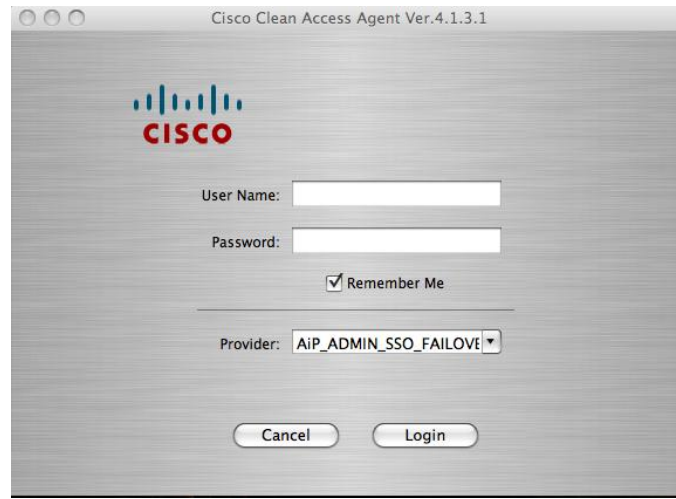 Cisco Clean Access Agent Ver.4.1.3.1
CISCO
User Name:
Password:
Remember Me
Provider: AiP_ADMIN_SSO_FAILOVE
Cancel Login